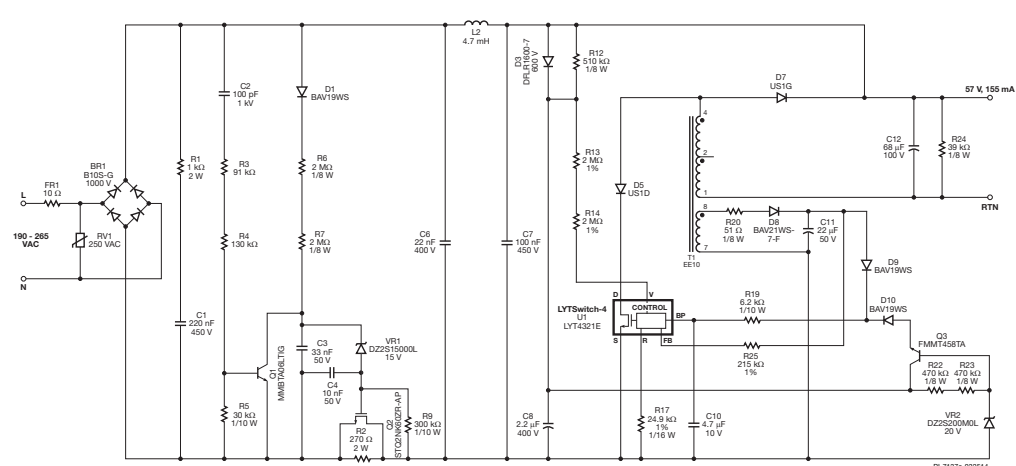 L2
4.7 mH
D3
DFLR1600-7
600 V
R12
510 kΩ
1/8 W
D7
US1G
57 V, 155 mA
C2
100 pF
1 kV
D1
BAV19WS
4
2
1
C12
68 µF
100 V
R24
39 kΩ
1/8 W
RTN
BR1
B10S-G
1000 V
R1
1 kΩ
2 W
R3
91 kΩ
R6
2 MΩ
1/8 W
R13
2 MΩ
1%
D5
US1D
FR1
10 Ω
L
190 - 265
VAC
RV1
250 VAC
N
R4
130 kΩ
R7
2 MΩ
1/8 W
C6
22 nF
400 V
C7
100 nF
450 V
R14
2 MΩ
1%
8
7
T1
EE10
R20
51 Ω
1/8 W
D8
BAV21WS-
7-F
C11
22 µF
50 V
D9
BAV19WS
LYTSwitch-4
U1
LYT4321E
D
V
CONTROL
BP
S
R
FB
R19
6.2 kΩ
1/10 W
D10
BAV19WS
C1
220 nF
450 V
C3
33 nF
50 V
VR1
DZ2S15000L
15 V
R25
215 kΩ
1%
Q3
FMMT458TA
Q1
MMBTA06LTIG
C4
10 nF
50 V
R22
470 kΩ
1/8 W
R23
470 kΩ
1/8 W
R5
30 kΩ
1/10 W
R2
270 Ω
2 W
Q2
STQ2NK80ZR-AP
R9
300 kΩ
1/10 W
C8
2.2 µF
400 V
R17
24.9 kΩ
1%
1/16 W
C10
4.7 µF
10 V
VR2
DZ2S200M0L
20 V